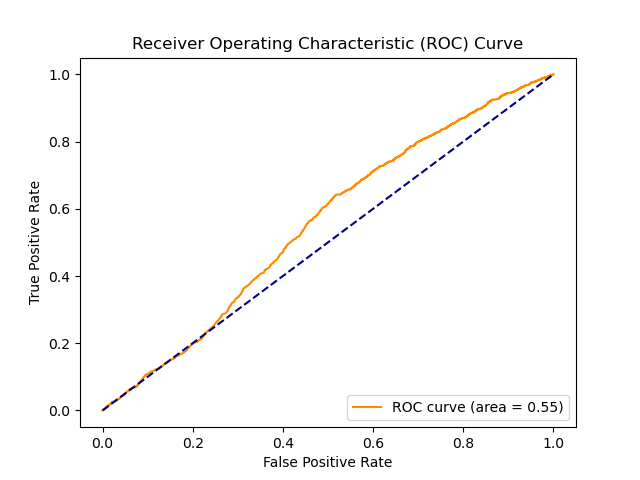 Receiver Operating Characteristic (ROC) Curve
True Positive Rate
1.0
0.8
0.6
0.4
0.2
0.0
ROC curve (area = 0.55)
0.0 0.2 0.4 0.6 0.8 1.0
False Positive Rate